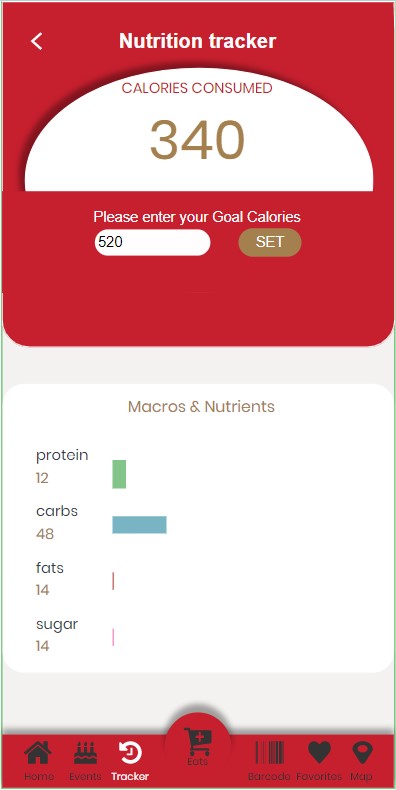 Nutrition tracker
CALORIES CONSUMED
340
Please enter your Goal Calories
520 SET
Macros & Nutrients
protein
12
carbs
48
fats
14
sugar
14
Home Events Tracker Eats Barcode Favorites Map